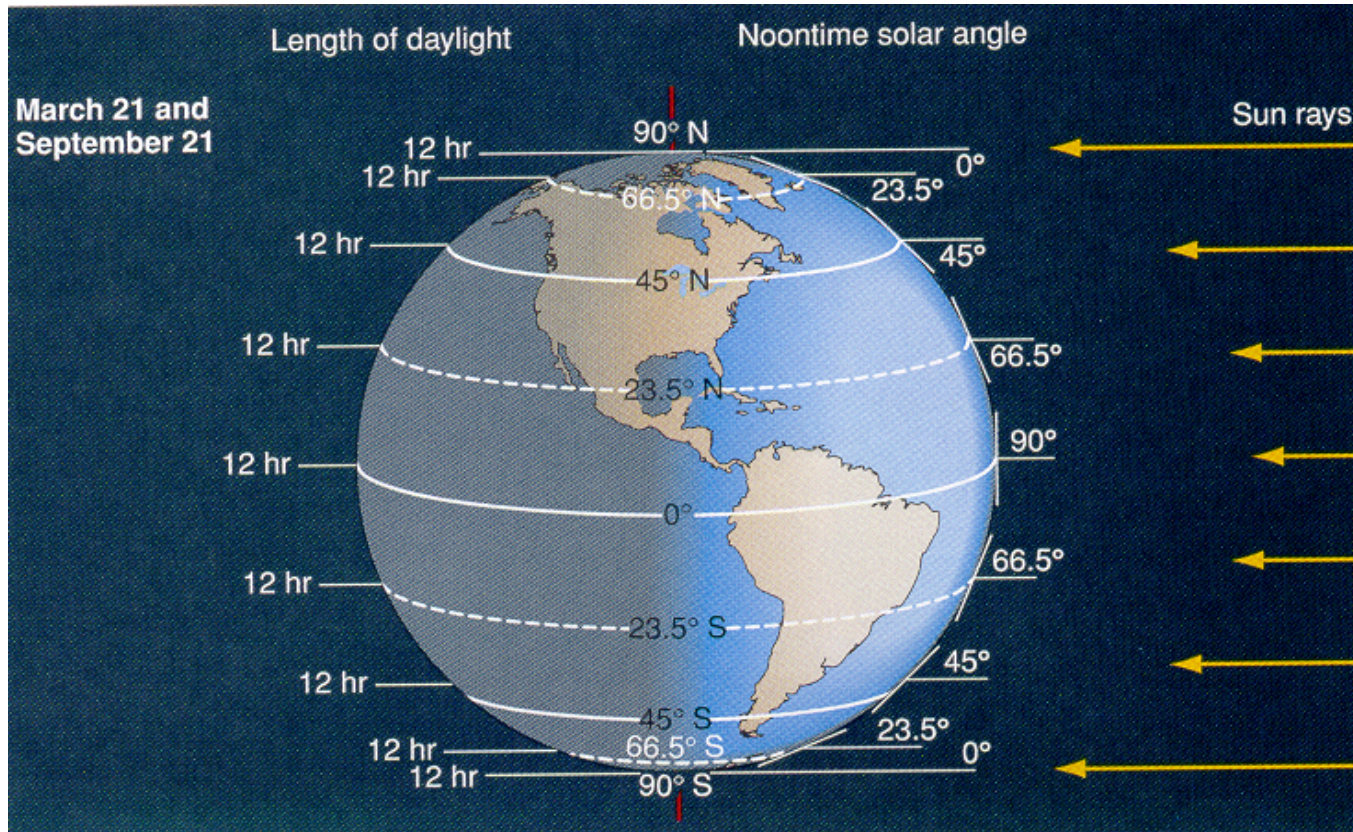 Length of daylight
Noontime solar angle
March 21 and
September 21
Sun rays
90° N
12 hr
0°
12 hr
66.5° N
23.5°
12 hr
45° N
45°
12 hr
23.5° N
66.5°
12 hr
0°
90°
12 hr
23.5° S
66.5°
12 hr
45° S
45°
12 hr
66.5° S
23.5°
12 hr
90° S
0°